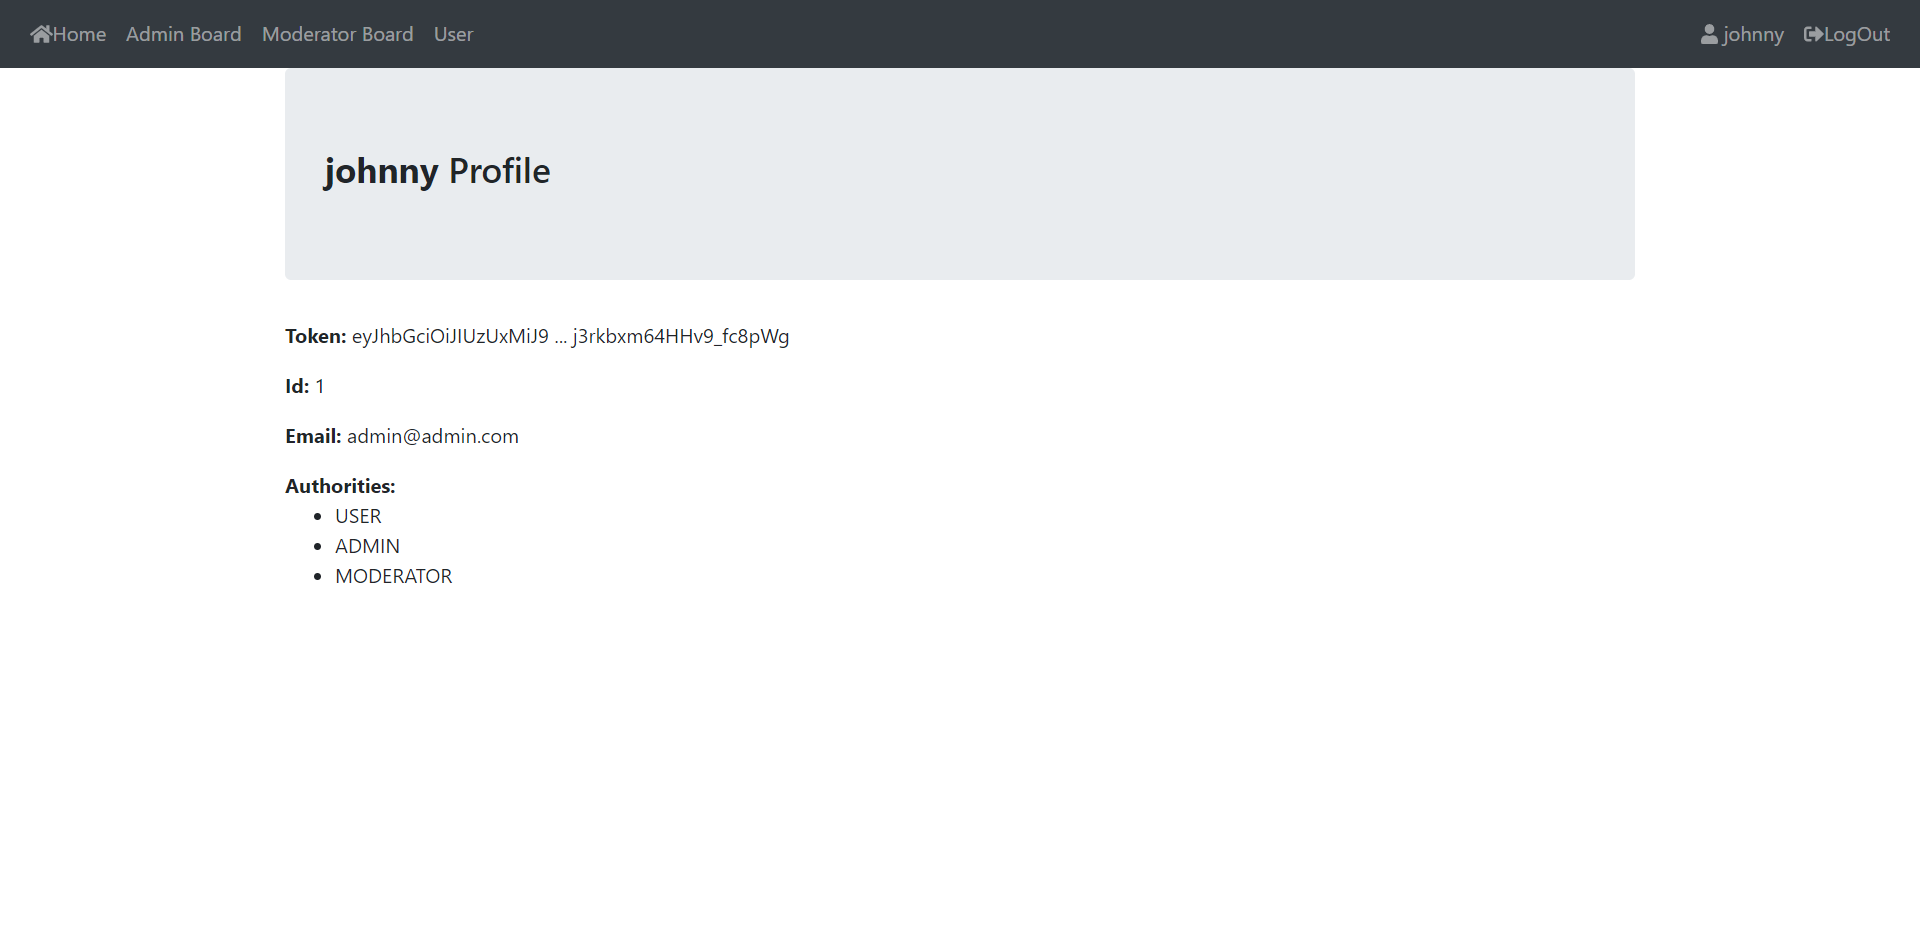 Home Admin Board Moderator Board User johnny LogOut
johnny Profile
Token: eyJhbGciOiJIUzUxMiJ9 ... j3rkbxm64HHv9_fc8pWg
Id: 1
Email: admin@admin.com
Authorities:
USER
ADMIN
MODERATOR